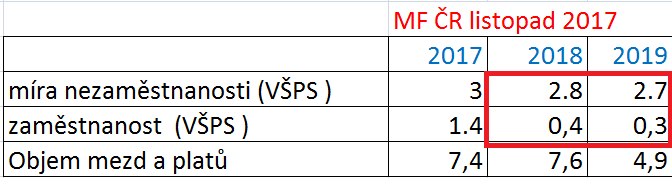 MF ČR listopad 2017
2017 2018 2019
míra nezaměstnanosti (VŠPS ) 3 2.8 2.7
zaměstnanost (VŠPS ) 1.4 0,4 0,3
Objem mezd a platů 7,4 7,6 4,9